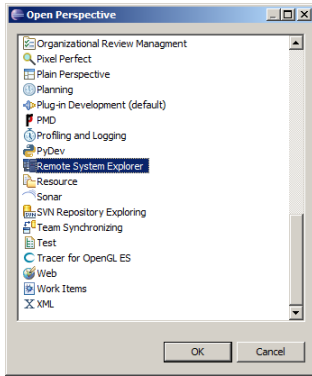 Open Perspective
Organizational Review Managment
Pixel Perfect
Plain Perspective
Planning
Plug-in Development (default)
PMD
Profiling and Logging
PyDev
Remote System Explorer
Resource
Sonar
SVN Repository Exploring
Team Synchronizing
Test
Tracer for OpenGL ES
Web
Work Items
XML
OK Cancel